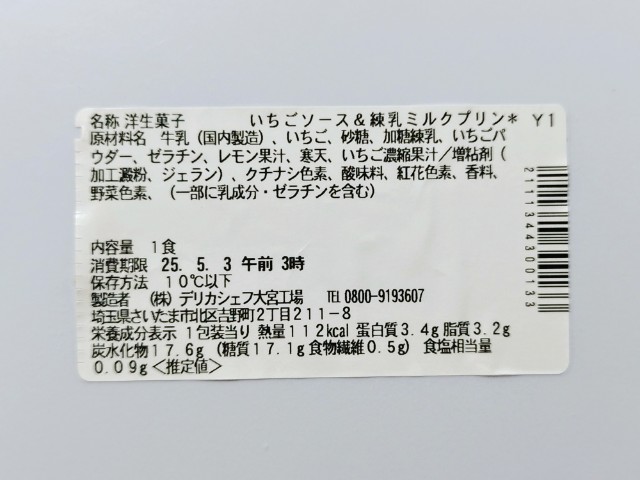 名称 洋生菓子 いちごソース&練乳ミルクプリン* Y1
原材料名 牛乳(国内製造)、いちご、砂糖、加糖練乳、いちごパ
ウダー、ゼラチン、レモン果汁、寒天、いちご濃縮果汁/増粘剤(
加工澱粉、ジェラン)、クチナシ色素、酸味料、紅花色素、香料、
野菜色素、(一部に乳成分・ゼラチンを含む)
内容量 1食
消費期限 25. 5. 3 午前 3時
保存方法 10℃以下
製造者 (株)デリカシェフ大宮工場 TEL 0800-9193607
埼玉県さいたま市北区吉野町2丁目211-8
栄養成分表示 1包装当り 熱量112kcal 蛋白質3.4g 脂質3.2g
炭水化物17.6g (糖質17.1g 食物繊維0.5g) 食塩相当量
0.09g<推定値>
2111344300133